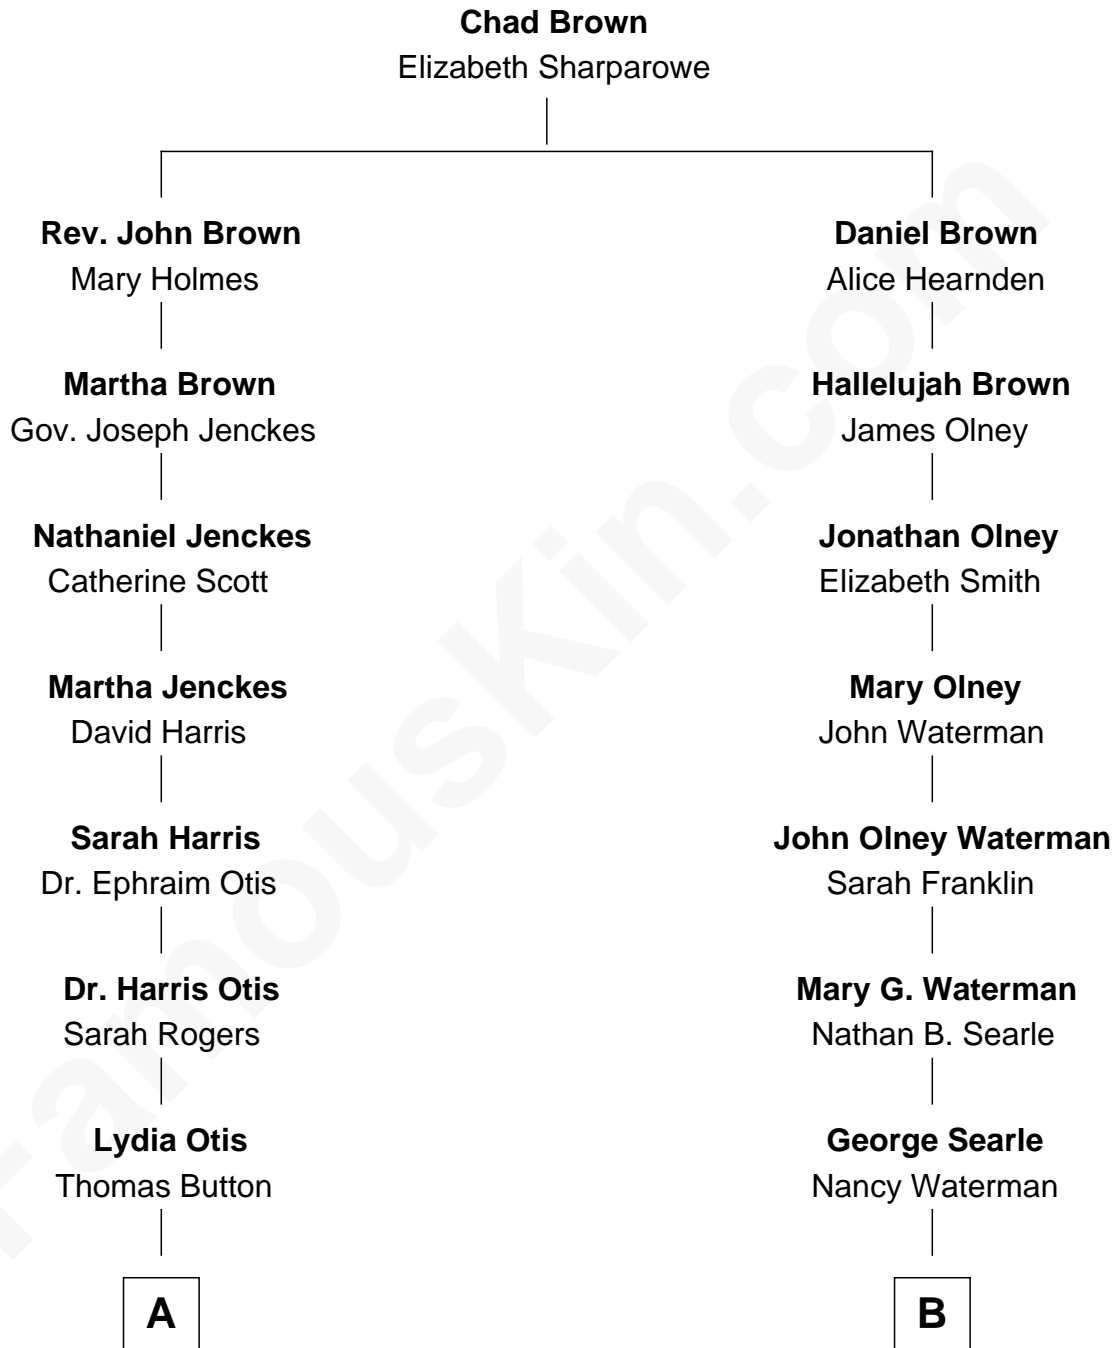 Chad Brown
Elizabeth Sharparowe
Rev. John Brown
Mary Holmes
Daniel Brown
Alice Hearnden
Martha Brown
Gov. Joseph Jenckes
Hallelujah Brown
James Olney
Nathaniel Jenckes
Catherine Scott
Jonathan Olney
Elizabeth Smith
Martha Jenckes
David Harris
Mary Olney
John Waterman
Sarah Harris
Dr. Ephraim Otis
John Olney Waterman
Sarah Franklin
Dr. Harris Otis
Sarah Rogers
Mary G. Waterman
Nathan B. Searle
Lydia Otis
Thomas Button
George Searle
Nancy Waterman
A
B
FamousKin.com